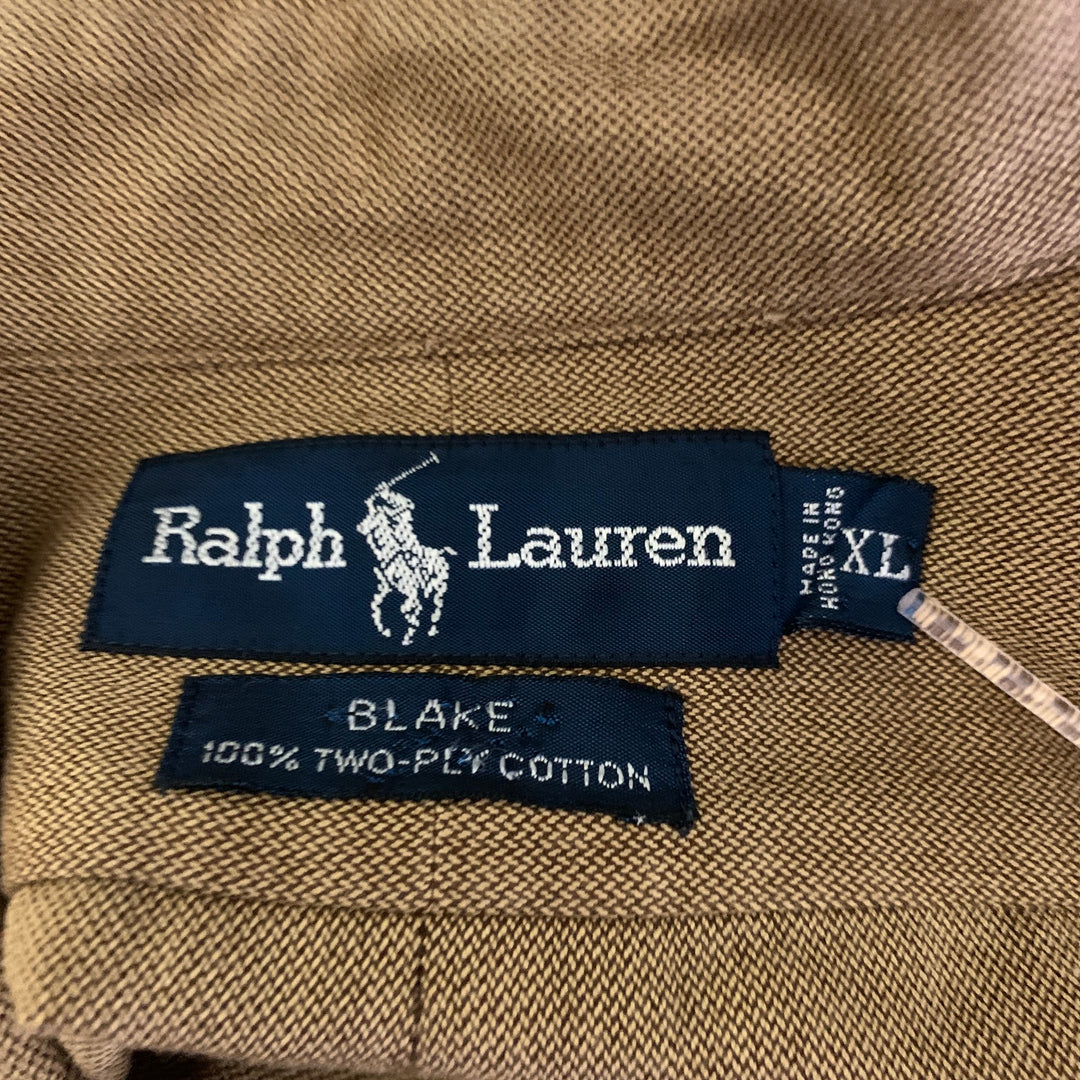 Ralph Lauren
MADE IN
HONG KONG
XL
BLAKE
100% TWO-PLY COTTON